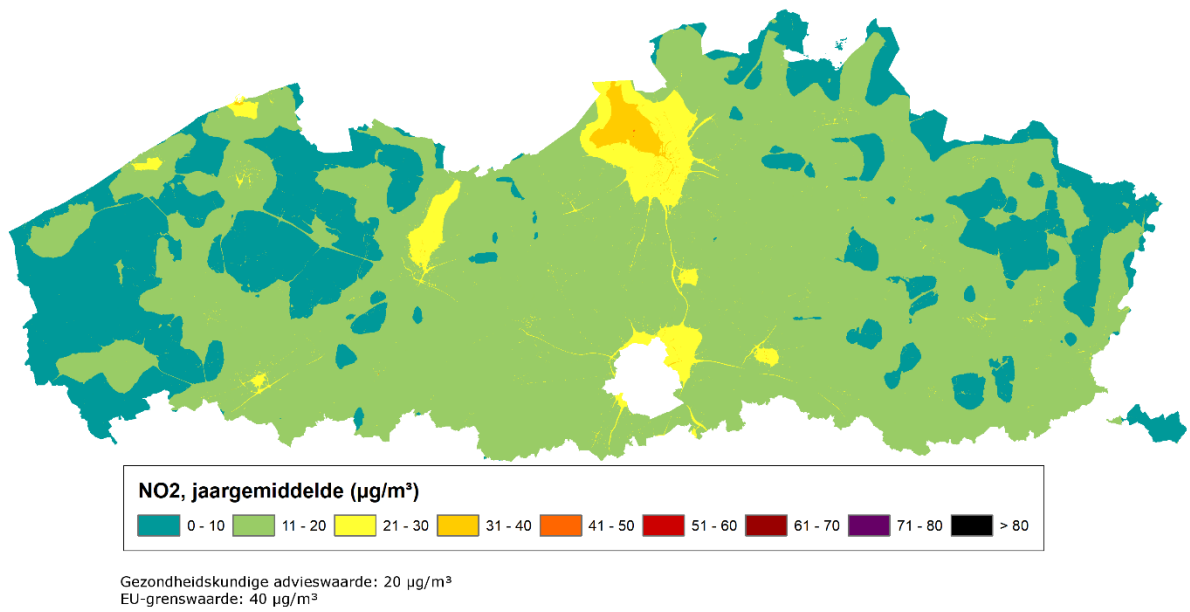 NO2, jaargemiddelde (µg/m³)
0 - 10 11 - 20 21 - 30 31 - 40 41 - 50 51 - 60 61 - 70 71 - 80 > 80
Gezondheidskundige advieswaarde: 20 µg/m³
EU-grenswaarde: 40 µg/m³